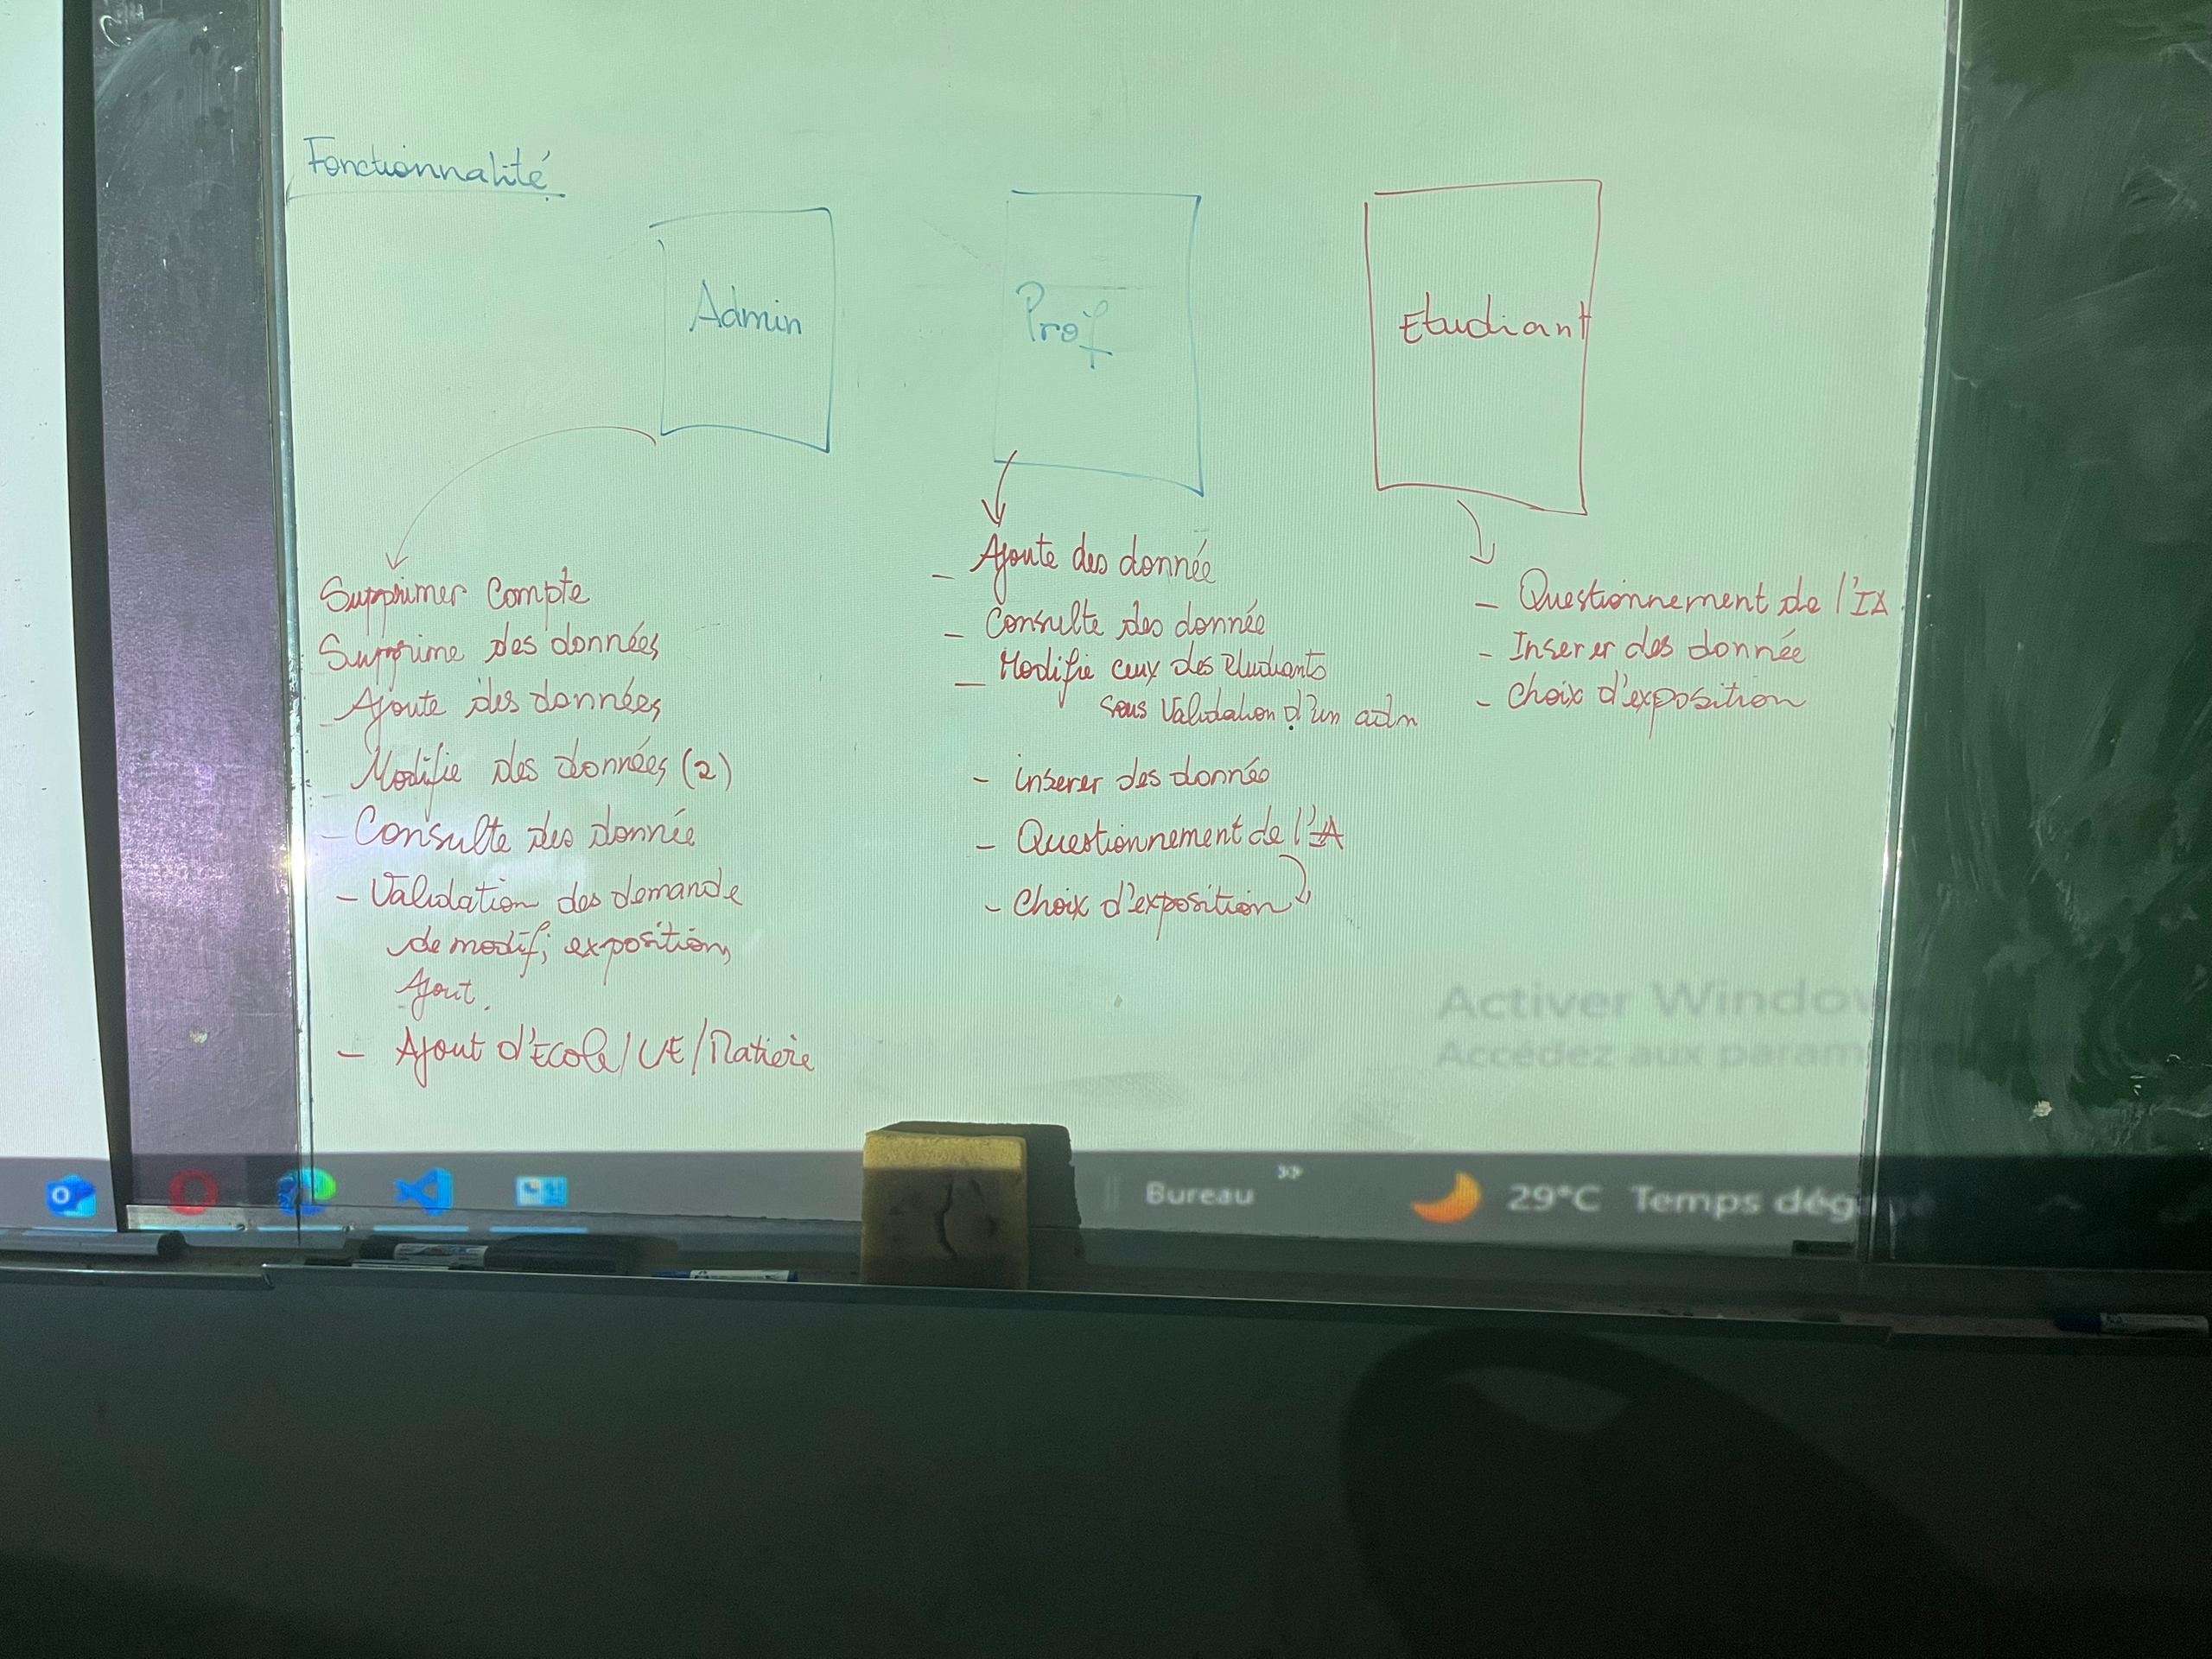 Fonctionnalité
Admin
Prof
Etudiant
Supprimer Compte
Supprime des données
- Ajoute des données
- Modifie des données (2)
- Consulte des donnée
- Validation des demande
de modif, exposition,
Ajout.
- Ajout d'Ecole/UE/Matiere
- Ajoute des donnée
- Consulte des donnée
- Modifie ceux des etudiants
sous Validation d'un adm
- inserer des donnée
- Questionnement de l'IA
- Choix d'exposition
- Questionnement de l'IA
- Inserer des donnée
- Choix d'exposition
Activer Window
Accédez aux param
Bureau
29°C Temps dég